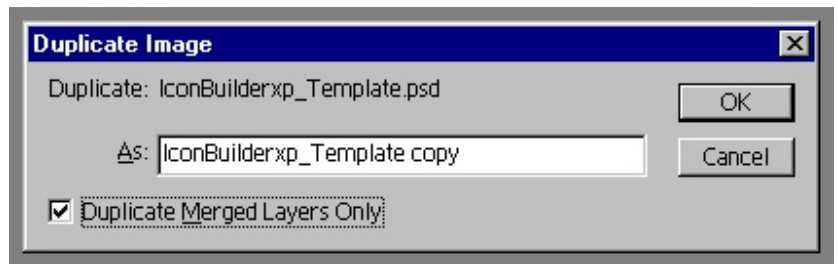 Duplicate Image
Duplicate: IconBuilderxp_Template.psd
OK
As: IconBuilderxp_Template copy
Cancel
Duplicate Merged Layers Only